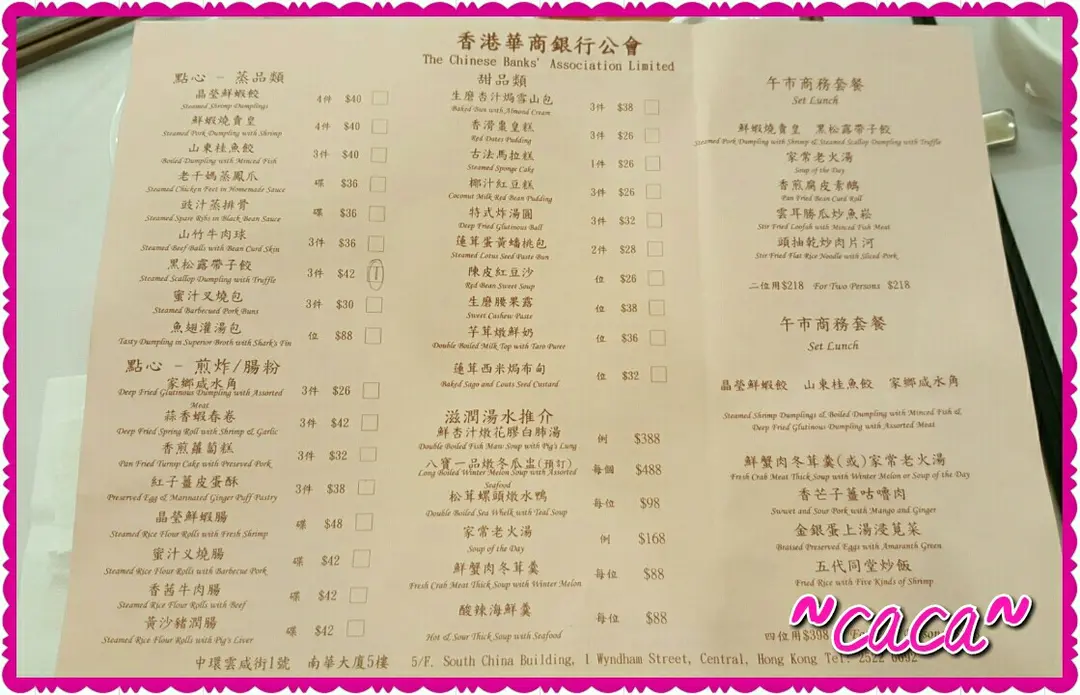 香港華商銀行公會
The Chinese Banks' Association Limited
點心 - 蒸品類
晶瑩鮮蝦餃 4件 $40
Steamed Shrimp Dumplings
鮮蝦燒賣皇 4件 $40
Steamed Pork Dumpling with Shrimp
山東桂魚餃 3件 $40
Boiled Dumpling with Minced Fish
老干媽蒸鳳爪 碟 $36
Steamed Chicken Feet in Homemade Sauce
豉汁蒸排骨 碟 $36
Steamed Spare Ribs in Black Bean Sauce
山竹牛肉球 3件 $36
Steamed Beef Balls with Bean Curd Skin
黑松露帶子餃 3件 $42 1
Steamed Scallop Dumpling with Truffle
蜜汁叉燒包 3件 $30
Steamed Barbecued Pork Buns
魚翅灌湯包 位 $88
Tasty Dumpling in Superior Broth with Shark's Fin
點心 - 煎炸/腸粉
家鄉咸水角 3件 $26
Deep Fried Glutinous Dumpling with Assorted
Meat
蒜香蝦春卷 3件 $42
Deep Fried Spring Roll with Shrimp & Garlic
香煎蘿蔔糕 3件 $32
Pan Fried Turnip Cake with Preseved Pork
紅子薑皮蛋酥 3件 $38
Preserved Egg & Marinated Ginger Puff Pastry
晶瑩鮮蝦腸 碟 $48
Steamed Rice Flour Rolls with Fresh Shrimp
蜜汁叉燒腸 碟 $42
Steamed Rice Flour Rolls with Barbecue Pork
香茜牛肉腸 碟 $42
Steamed Rice Flour Rolls with Beef
黃沙豬潤腸 碟 $42
Steamed Rice Flour Rolls with Pig's Liver
甜品類
生磨杏汁焗雪山包 3件 $38
Baked Bun with Almond Cream
香滑棗皇糕 3件 $26
Red Dates Pudding
古法馬拉糕 1件 $26
Steamed Sponge Cake
椰汁紅豆糕 3件 $26
Coconut Milk Red Bean Pudding
特式炸湯圓 3件 $32
Deep Fried Glutinous Ball
蓮茸蛋黃蟠桃包 2件 $28
Steamed Lotus Seed Paste Bun
陳皮紅豆沙 位 $26
Red Bean Sweet Soup
生磨腰果露 位 $38
Sweet Cashew Paste
芋茸燉鮮奶 位 $36
Double Boiled Milk Top with Taro Puree
蓮茸西米焗布甸 位 $32
Baked Sago and Louts Seed Custard
滋潤湯水推介
鮮杏汁燉花膠白肺湯 例 $388
Double Boiled Fish Maw Soup with Pig's Lung
八寶一品燉冬瓜盅(預訂) 每個 $488
Long Boiled Winter Melon Soup with Assorted
Seafood
松茸螺頭燉水鴨 每位 $98
Double Boiled Sea Whelk with Teal Soup
家常老火湯 例 $168
Soup of the Day
鮮蟹肉冬茸羹 每位 $88
Fresh Crab Meat Thick Soup with Winter Melon
酸辣海鮮羹 每位 $88
Hot & Sour Thick Soup with Seafood
午市商務套餐
Set Lunch
鮮蝦燒賣皇 黑松露帶子餃
Steamed Pork Dumpling with Shrimp & Steamed Scallop Dumpling with Truffle
家常老火湯
Soup of the Day
香煎腐皮素鵝
Pan Fried Bean Curd Roll
雲耳勝瓜炒魚崧
Stir Fried Loofah with Minced Fish Meat
頭抽乾炒肉片河
Stir Fried Flat Rice Noodle with Sliced Pork
二位用$218 For Two Persons $218
午市商務套餐
Set Lunch
晶瑩鮮蝦餃 山東桂魚餃 家鄉咸水角
Steamed Shrimp Dumplings & Boiled Dumpling with Minced Fish &
Deep Fried Glutinous Dumpling with Assorted Meat
鮮蟹肉冬茸羹(或)家常老火湯
Fresh Crab Meat Thick Soup with Winter Melon or Soup of the Day
香芒子薑咕嚕肉
Sweet and Sour Pork with Mango and Ginger
金銀蛋上湯浸莧菜
Braised Preserved Eggs with Amaranth Green
五代同堂炒飯
Fried Rice with Five Kinds of Shrimp
四位用$398
中環雲咸街1號 南華大廈5樓 5/F. South China Building, 1 Wyndham Street, Central, Hong Kong Tel: 2522 6692
~caca~